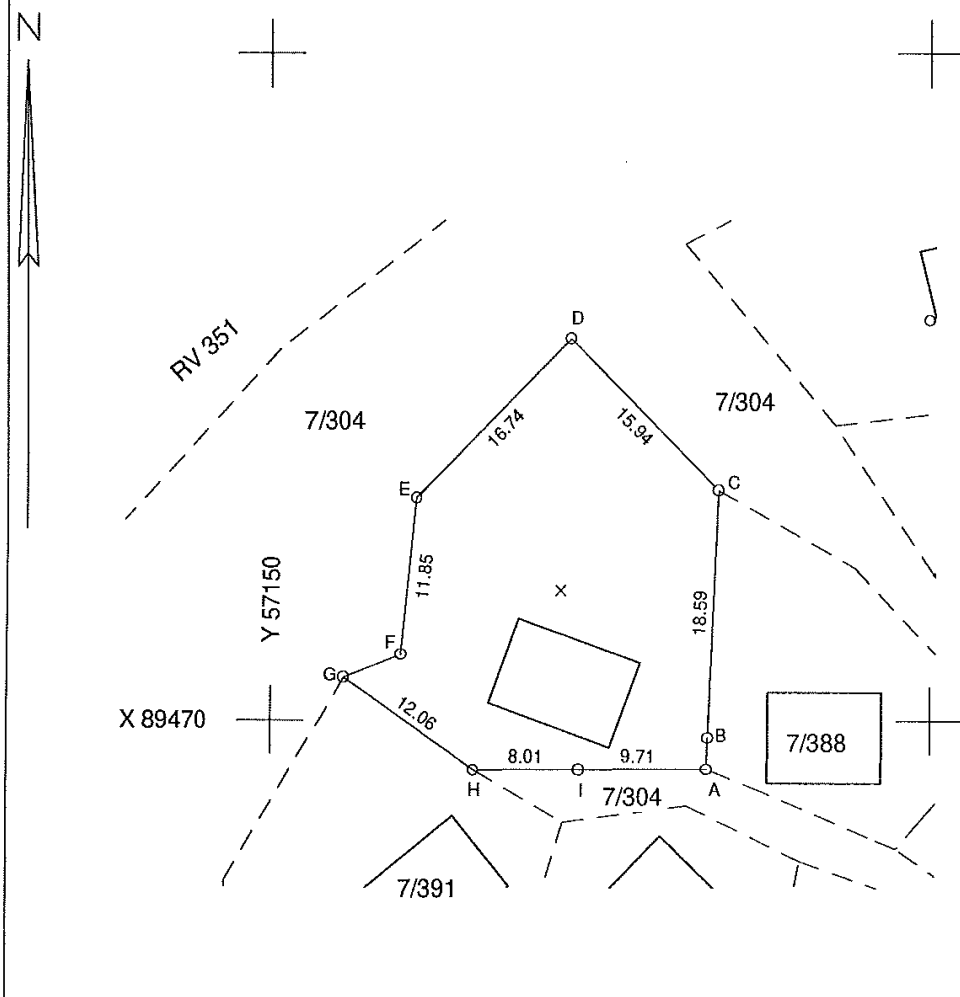 N
D
RV 351
7/304
7/304
16.74
15.94
E
C
11.85
Y 57150
18.59
x
F
G
X 89470
12.06
B
7/388
8.01
9.71
H
I
A
7/304
7/391